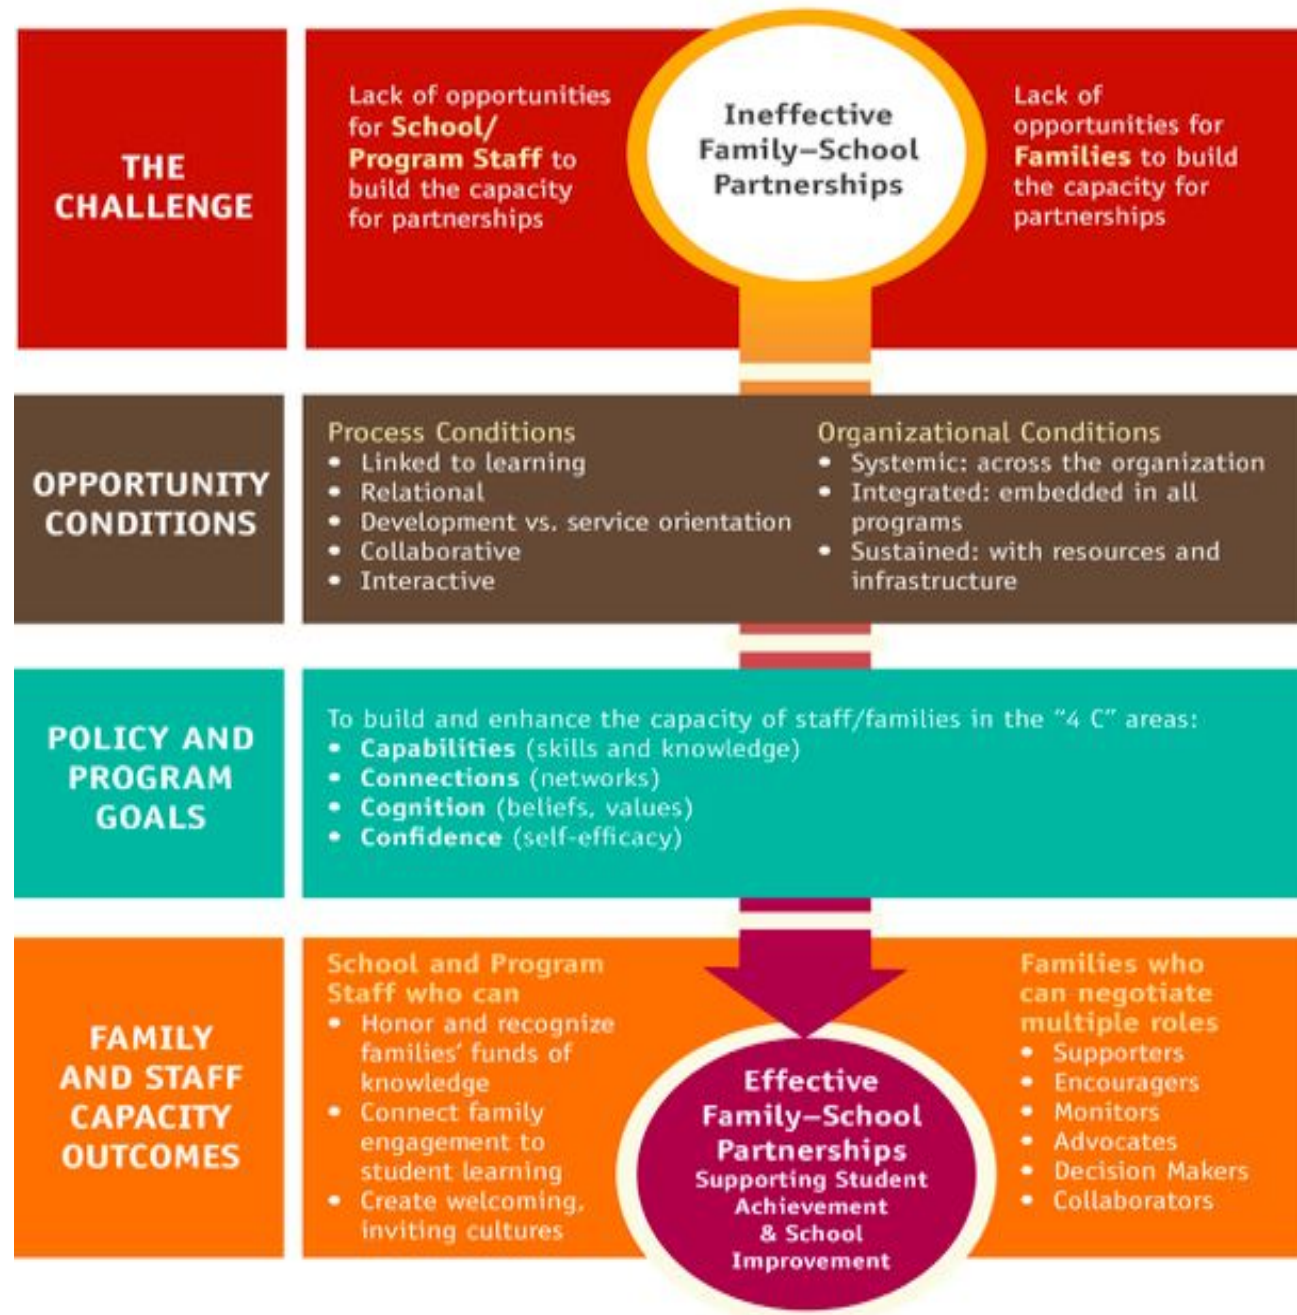 THE
CHALLENGE
Lack of opportunities
for School/
Program Staff to
build the capacity
for partnerships
Ineffective
Family–School
Partnerships
Lack of
opportunities for
Families to build
the capacity for
partnerships
OPPORTUNITY
CONDITIONS
Process Conditions
• Linked to learning
• Relational
• Development vs. service orientation
• Collaborative
• Interactive
Organizational Conditions
• Systemic: across the organization
• Integrated: embedded in all
programs
• Sustained: with resources and
infrastructure
POLICY AND
PROGRAM
GOALS
To build and enhance the capacity of staff/families in the "4 C" areas:
• Capabilities (skills and knowledge)
• Connections (networks)
• Cognition (beliefs, values)
• Confidence (self-efficacy)
FAMILY
AND STAFF
CAPACITY
OUTCOMES
School and Program
Staff who can
• Honor and recognize
families' funds of
knowledge
• Connect family
engagement to
student learning
• Create welcoming,
inviting cultures
Effective
Family–School
Partnerships
Supporting Student
Achievement
& School
Improvement
Families who
can negotiate
multiple roles
• Supporters
• Encouragers
• Monitors
• Advocates
• Decision Makers
• Collaborators